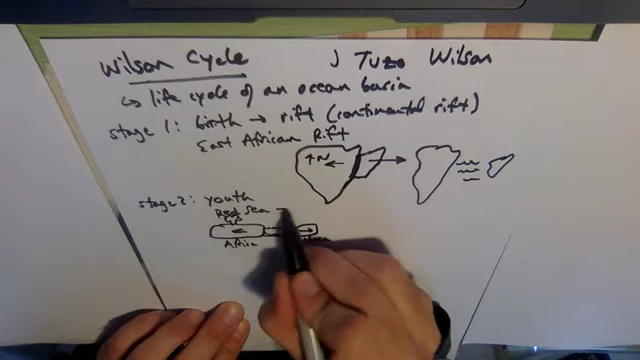 Wilson Cycle J Tuzo Wilson
↳ life cycle of an ocean basin
stage 1: birth → rift (continental rift)
East African Rift
↑N
stage 2: youth
Red Sea
Africa